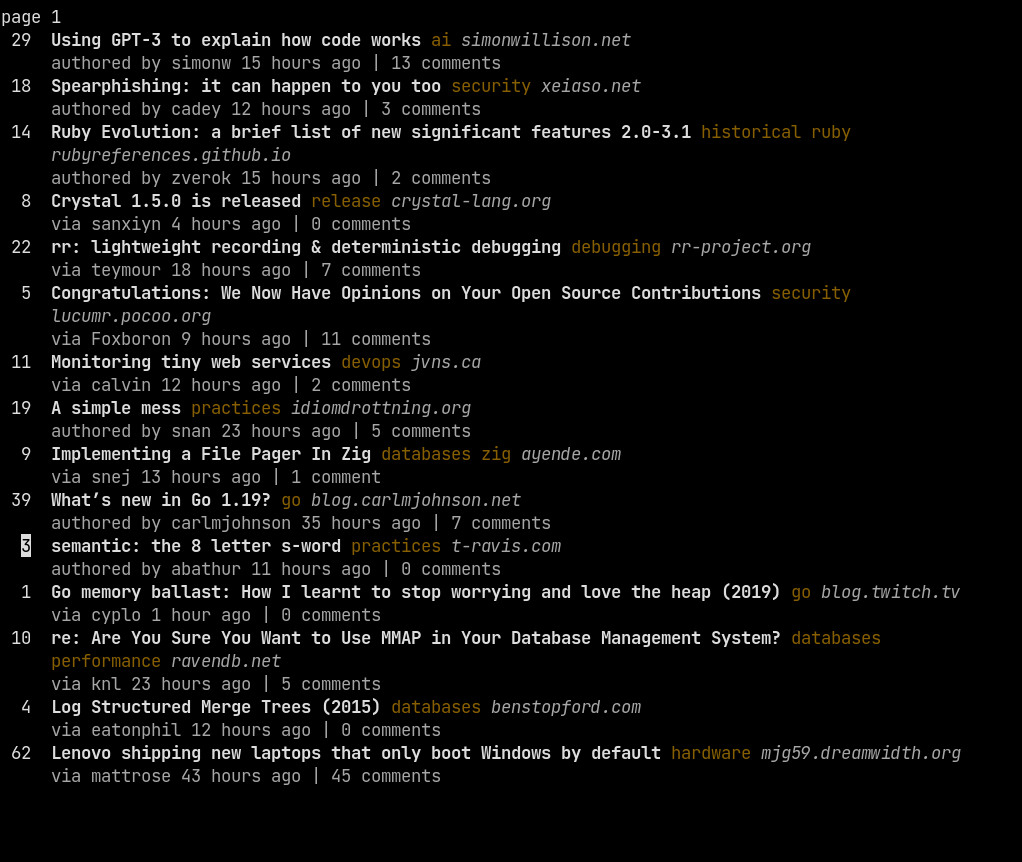 page 1
29 Using GPT-3 to explain how code works ai simonwillison.net
authored by simonw 15 hours ago | 13 comments
18 Spearphishing: it can happen to you too security xeiaso.net
authored by cadey 12 hours ago | 3 comments
14 Ruby Evolution: a brief list of new significant features 2.0-3.1 historical ruby
rubyreferences.github.io
authored by zverok 15 hours ago | 2 comments
8 Crystal 1.5.0 is released release crystal-lang.org
via sanxiyn 4 hours ago | 0 comments
22 rr: lightweight recording & deterministic debugging debugging rr-project.org
via teymour 18 hours ago | 7 comments
5 Congratulations: We Now Have Opinions on Your Open Source Contributions security
lucumr.pocoo.org
via Foxboron 9 hours ago | 11 comments
11 Monitoring tiny web services devops jvns.ca
via calvin 12 hours ago | 2 comments
19 A simple mess practices idiomdrottning.org
authored by snan 23 hours ago | 5 comments
9 Implementing a File Pager In Zig databases zig ayende.com
via snej 13 hours ago | 1 comment
39 What’s new in Go 1.19? go blog.carlmjohnson.net
authored by carlmjohnson 35 hours ago | 7 comments
3 semantic: the 8 letter s-word practices t-ravis.com
authored by abathur 11 hours ago | 0 comments
1 Go memory ballast: How I learnt to stop worrying and love the heap (2019) go blog.twitch.tv
via cyplo 1 hour ago | 0 comments
10 re: Are You Sure You Want to Use MMAP in Your Database Management System? databases
performance ravendb.net
via knl 23 hours ago | 5 comments
4 Log Structured Merge Trees (2015) databases benstopford.com
via eatonphil 12 hours ago | 0 comments
62 Lenovo shipping new laptops that only boot Windows by default hardware mjg59.dreamwidth.org
via mattrose 43 hours ago | 45 comments